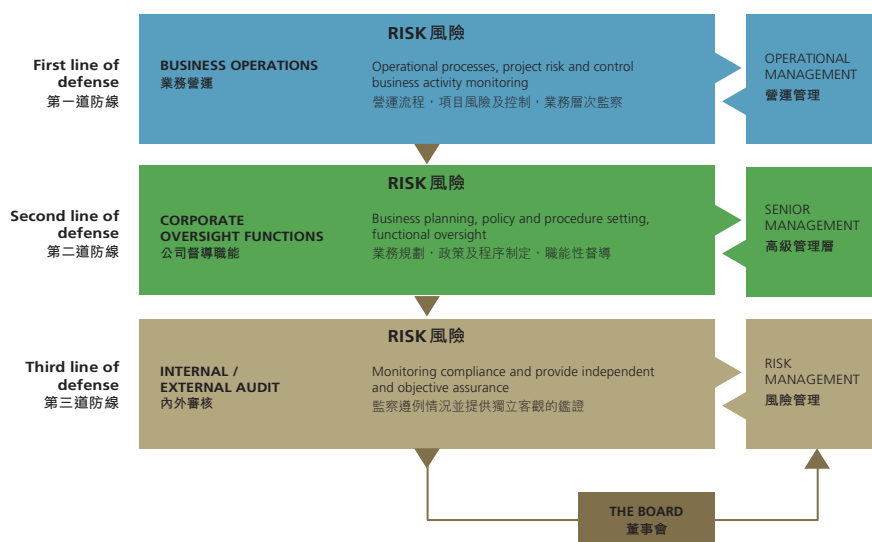 First line of
defense
第一道防線
RISK 風險
BUSINESS OPERATIONS
業務營運
Operational processes, project risk and control
business activity monitoring
營運流程，項目風險及控制，業務層次監察
OPERATIONAL
MANAGEMENT
營運管理
Second line of
defense
第二道防線
RISK 風險
CORPORATE
OVERSIGHT FUNCTIONS
公司督導職能
Business planning, policy and procedure setting,
functional oversight
業務規劃，政策及程序制定，職能性督導
SENIOR
MANAGEMENT
高級管理層
Third line of
defense
第三道防線
RISK 風險
INTERNAL /
EXTERNAL AUDIT
內外審核
Monitoring compliance and provide independent
and objective assurance
監察遵例情況並提供獨立客觀的鑑證
RISK
MANAGEMENT
風險管理
THE BOARD
董事會